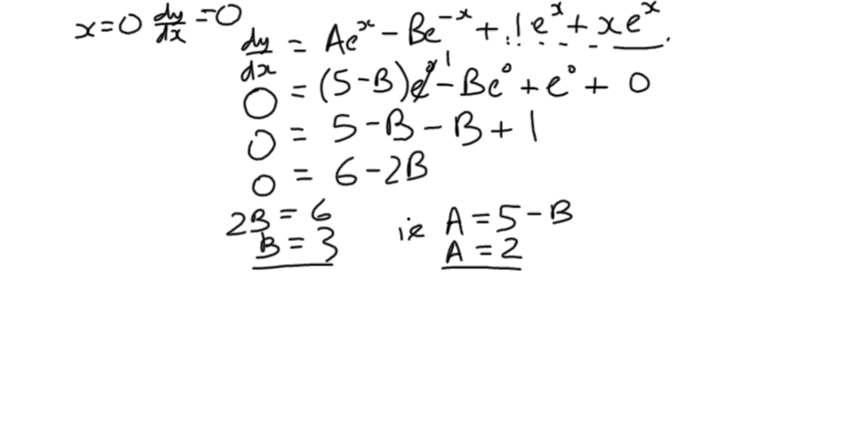 x=0 dy/dx =0
dy/dx = Ae^x − Be^−x + 1e^x + xe^x.
0 = (5−B)e^0 1 − Be^0 + e^0 + 0
0 = 5−B − B + 1
0 = 6−2B
2B = 6 ie A = 5−B
B = 3 A = 2